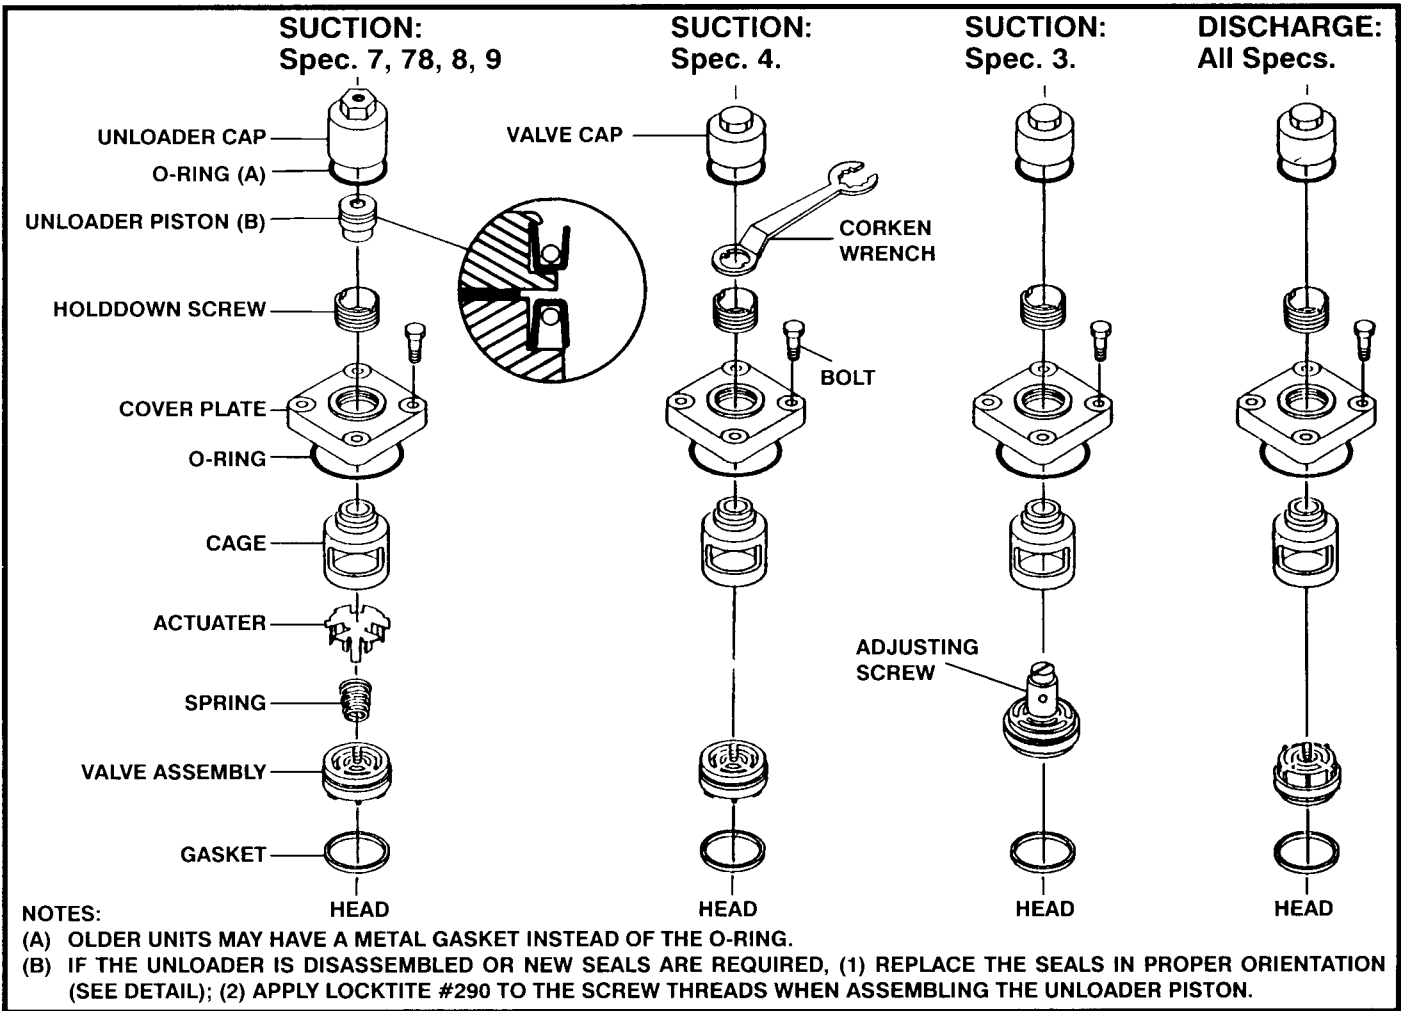 SUCTION:
Spec. 7, 78, 8, 9
SUCTION:
Spec. 4.
SUCTION:
Spec. 3.
DISCHARGE:
All Specs.
UNLOADER CAP
O-RING (A)
UNLOADER PISTON (B)
HOLDDOWN SCREW
COVER PLATE
O-RING
CAGE
ACTUATER
SPRING
VALVE ASSEMBLY
GASKET
VALVE CAP
CORKEN
WRENCH
BOLT
ADJUSTING
SCREW
HEAD
HEAD
HEAD
HEAD
NOTES:
(A) OLDER UNITS MAY HAVE A METAL GASKET INSTEAD OF THE O-RING.
(B) IF THE UNLOADER IS DISASSEMBLED OR NEW SEALS ARE REQUIRED, (1) REPLACE THE SEALS IN PROPER ORIENTATION
(SEE DETAIL); (2) APPLY LOCKTITE #290 TO THE SCREW THREADS WHEN ASSEMBLING THE UNLOADER PISTON.